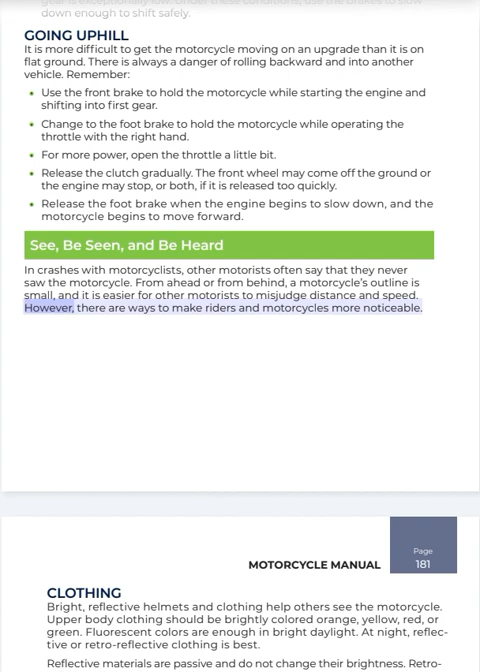 down enough to shift safely.
GOING UPHILL
It is more difficult to get the motorcycle moving on an upgrade than it is on
flat ground. There is always a danger of rolling backward and into another
vehicle. Remember:
• Use the front brake to hold the motorcycle while starting the engine and
shifting into first gear.
• Change to the foot brake to hold the motorcycle while operating the
throttle with the right hand.
• For more power, open the throttle a little bit.
• Release the clutch gradually. The front wheel may come off the ground or
the engine may stop, or both, if it is released too quickly.
• Release the foot brake when the engine begins to slow down, and the
motorcycle begins to move forward.
See, Be Seen, and Be Heard
In crashes with motorcyclists, other motorists often say that they never
saw the motorcycle. From ahead or from behind, a motorcycle’s outline is
small, and it is easier for other motorists to misjudge distance and speed.
However, there are ways to make riders and motorcycles more noticeable.
Page
MOTORCYCLE MANUAL 181
CLOTHING
Bright, reflective helmets and clothing help others see the motorcycle.
Upper body clothing should be brightly colored orange, yellow, red, or
green. Fluorescent colors are enough in bright daylight. At night, reflec-
tive or retro-reflective clothing is best.
Reflective materials are passive and do not change their brightness. Retro-